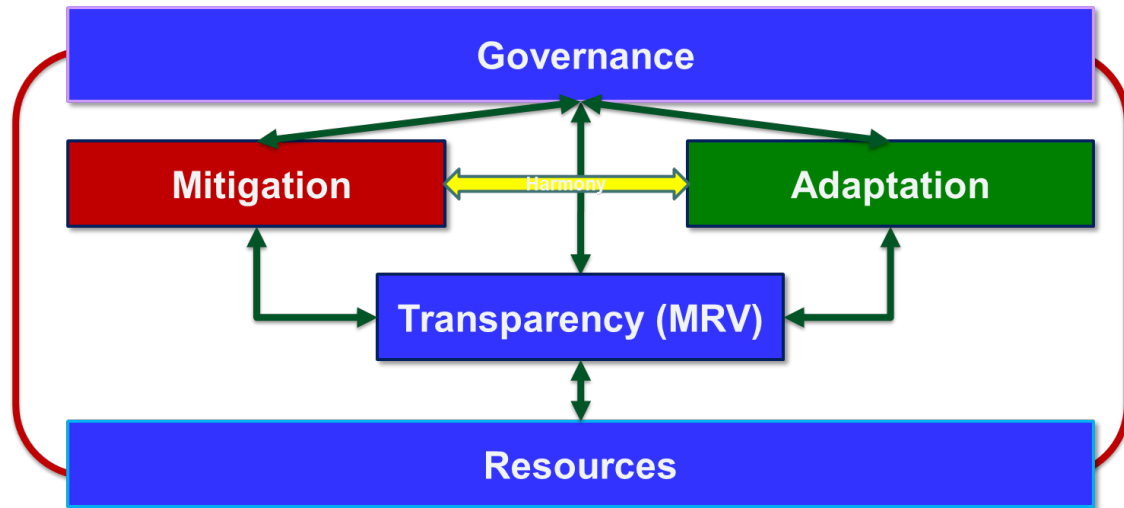 Governance
Mitigation
Harmony
Adaptation
Transparency (MRV)
Resources